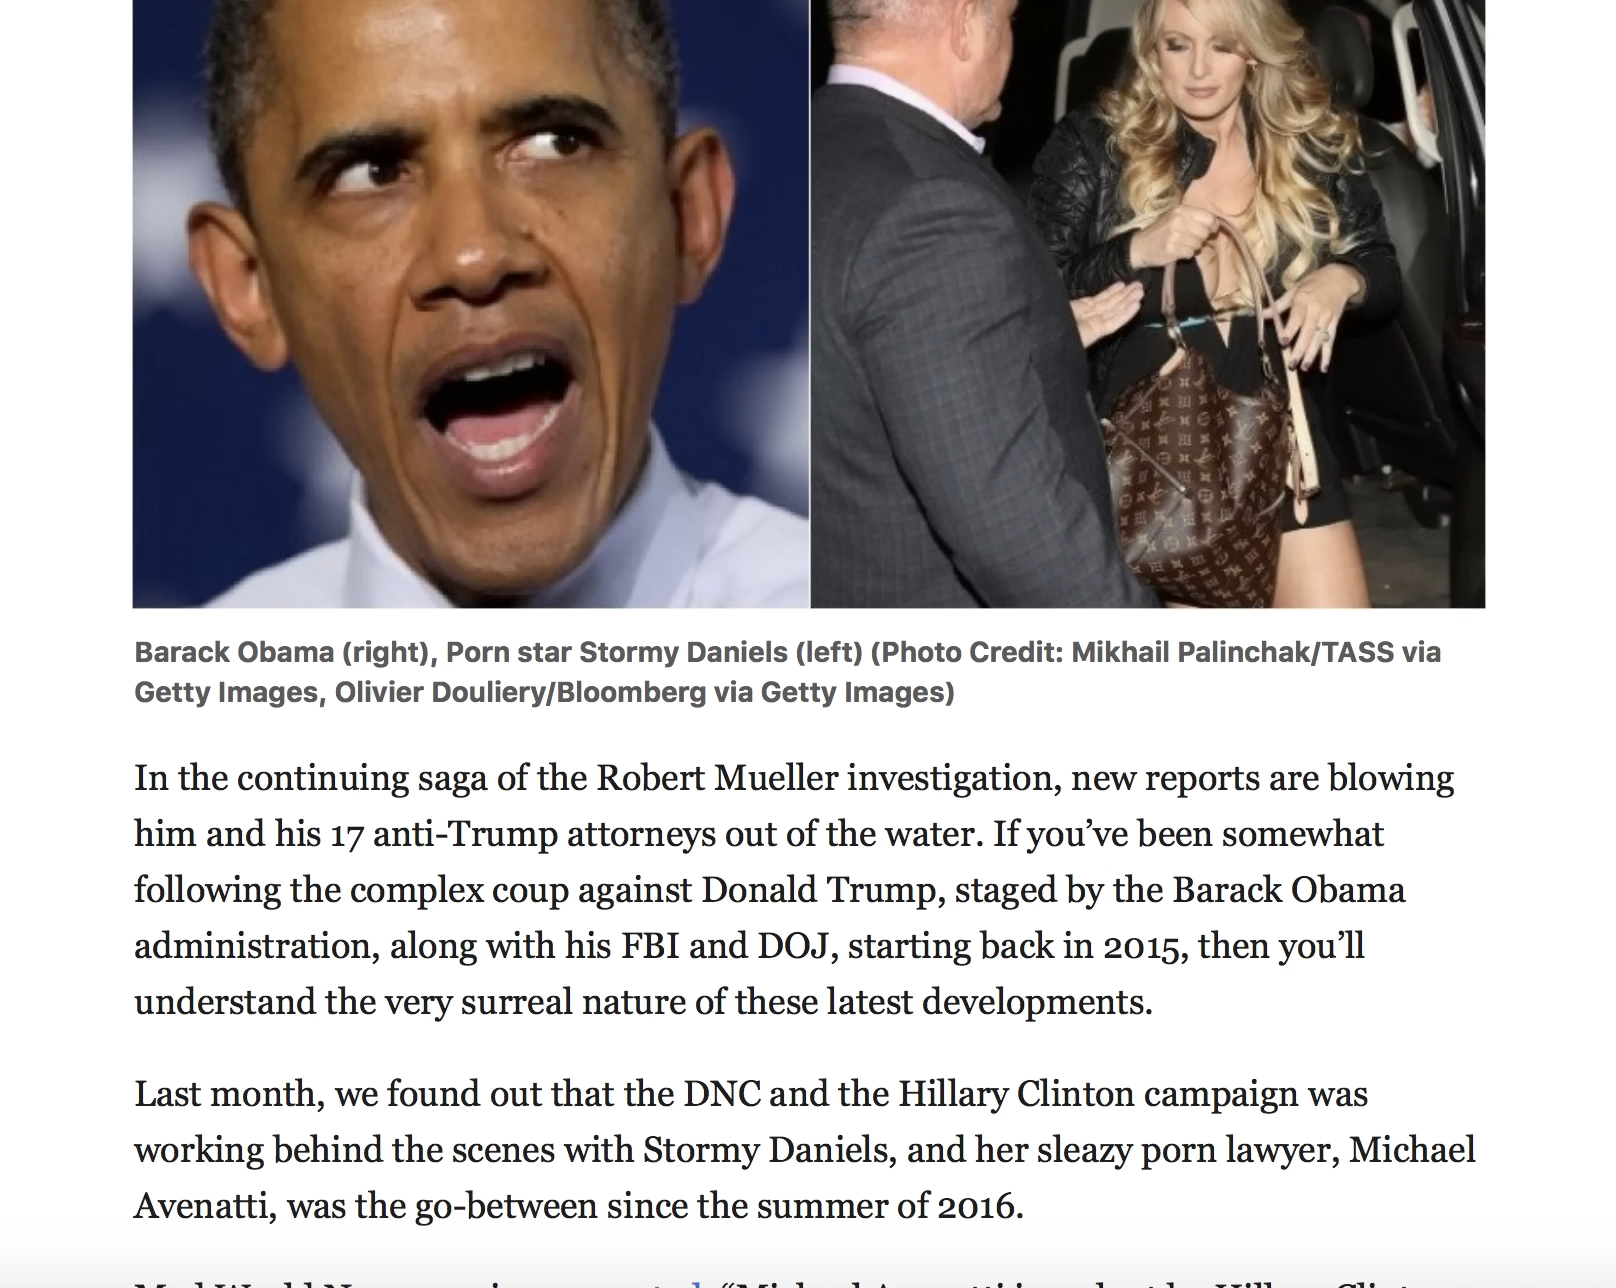 Barack Obama (right), Porn star Stormy Daniels (left) (Photo Credit: Mikhail Palinchak/TASS via
Getty Images, Olivier Douliery/Bloomberg via Getty Images)
In the continuing saga of the Robert Mueller investigation, new reports are blowing
him and his 17 anti-Trump attorneys out of the water. If you’ve been somewhat
following the complex coup against Donald Trump, staged by the Barack Obama
administration, along with his FBI and DOJ, starting back in 2015, then you’ll
understand the very surreal nature of these latest developments.
Last month, we found out that the DNC and the Hillary Clinton campaign was
working behind the scenes with Stormy Daniels, and her sleazy porn lawyer, Michael
Avenatti, was the go-between since the summer of 2016.